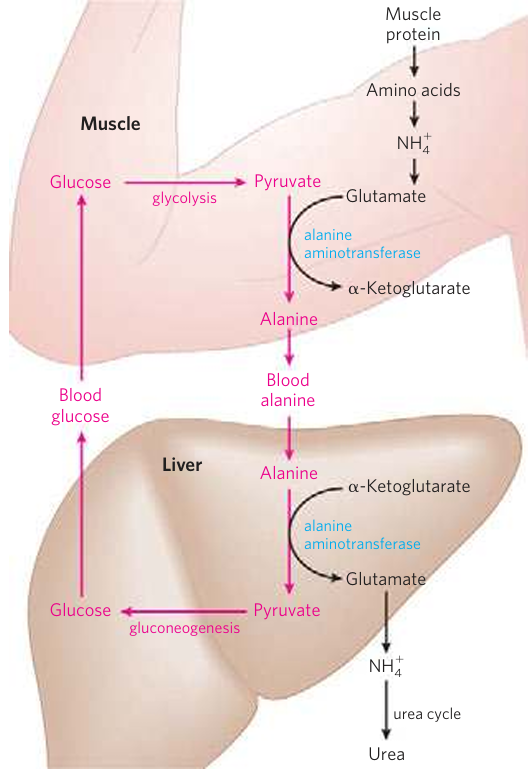 Muscle
protein
Amino acids
Muscle
NH₄⁺
Glucose
glycolysis
Pyruvate
Glutamate
alanine
aminotransferase
α-Ketoglutarate
Alanine
Blood
glucose
Blood
alanine
Liver
Alanine
α-Ketoglutarate
alanine
aminotransferase
Glutamate
Glucose
gluconeogenesis
Pyruvate
NH₄⁺
urea cycle
Urea